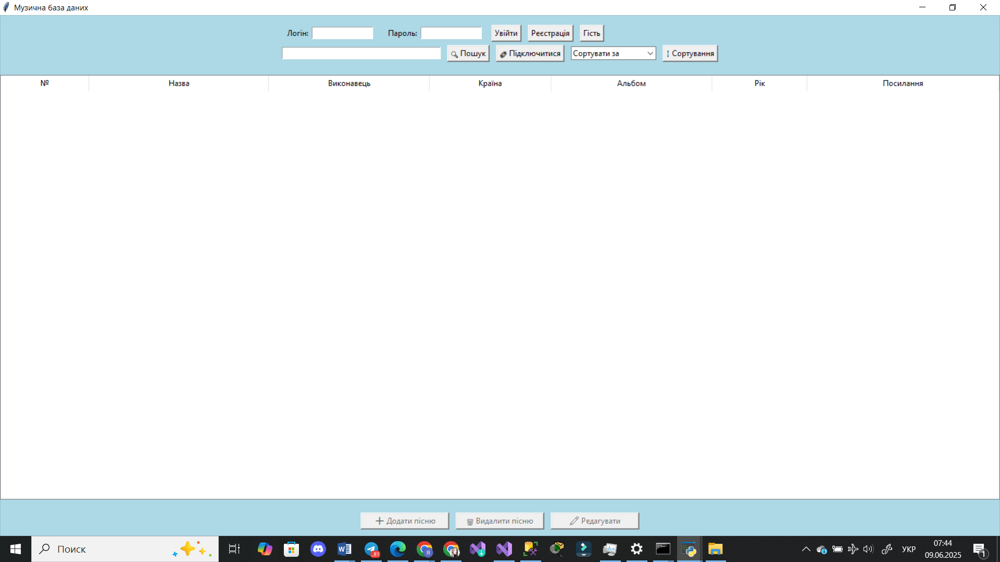 Музична база даних
Логін: Пароль: Увійти Реєстрація Гість
Пошук Підключитися Сортувати за Сортування
№ Назва Виконавець Країна Альбом Рік Посилання
Додати пісню Видалити пісню Редагувати
Поиск 81 Я УКР 07:44
09.06.2025 1